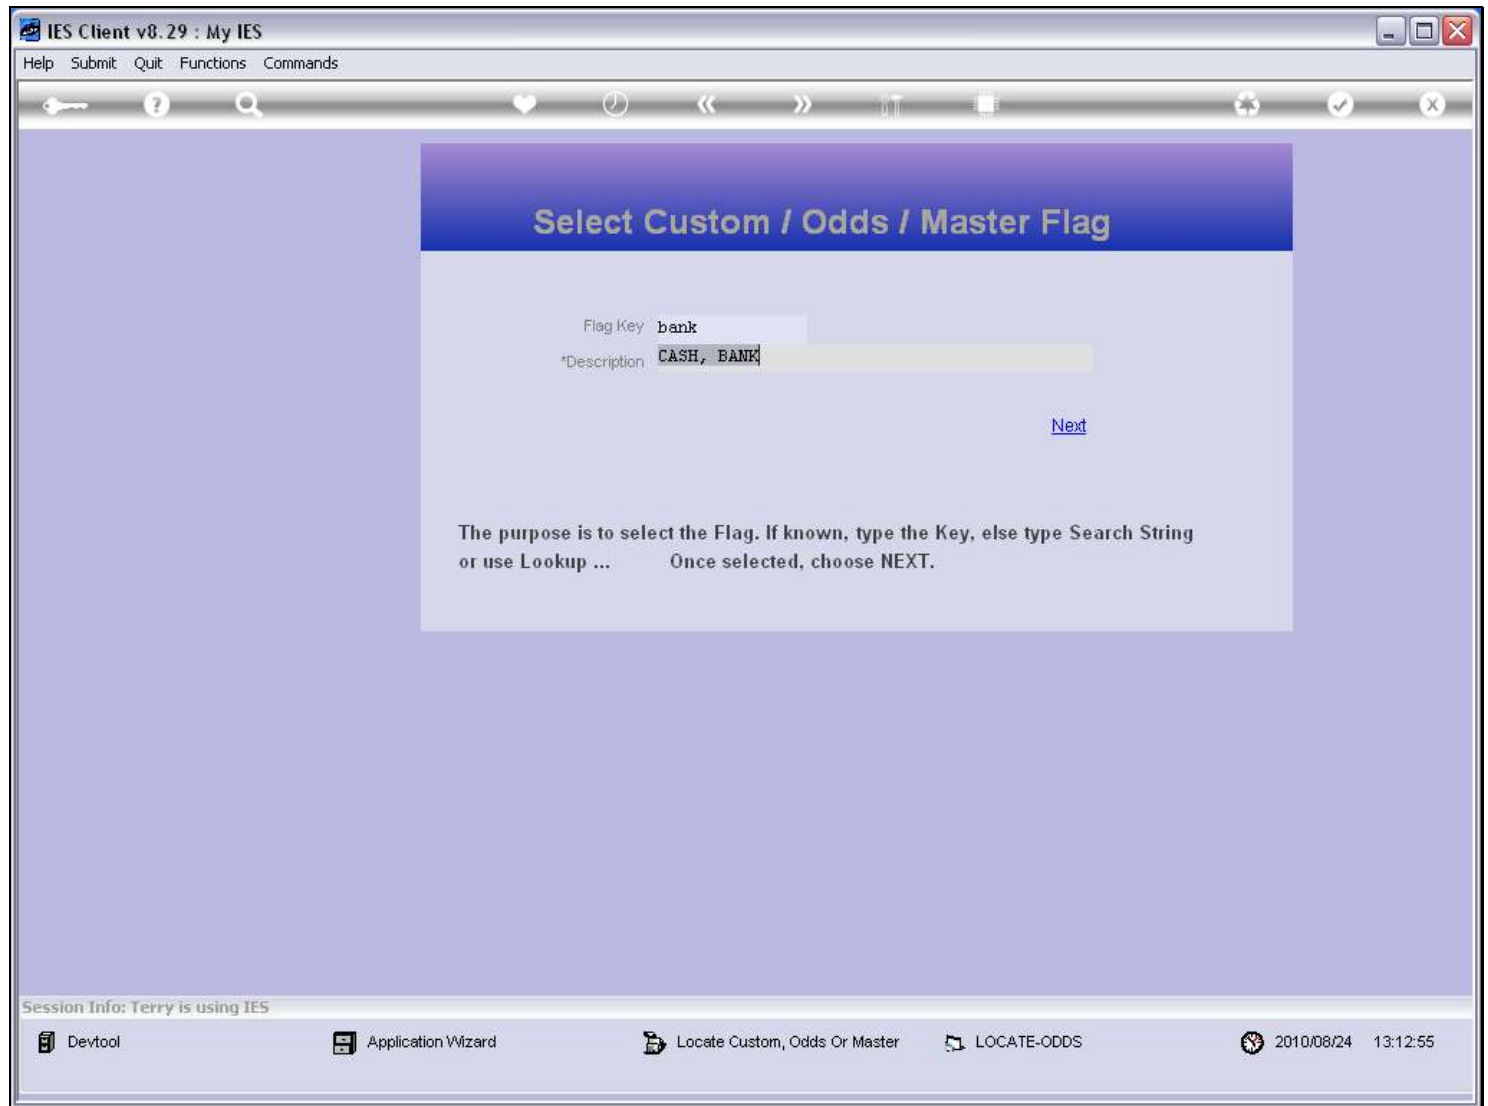 IES Client v8.29 : My IES
Help Submit Quit Functions Commands
Select Custom / Odds / Master Flag
Flag Key bank
*Description CASH, BANK
Next
The purpose is to select the Flag. If known, type the Key, else type Search String
or use Lookup ... Once selected, choose NEXT.
Session Info: Terry is using IES
Devtool Application Wizard Locate Custom, Odds Or Master LOCATE-ODDS 2010/08/24 13:12:55